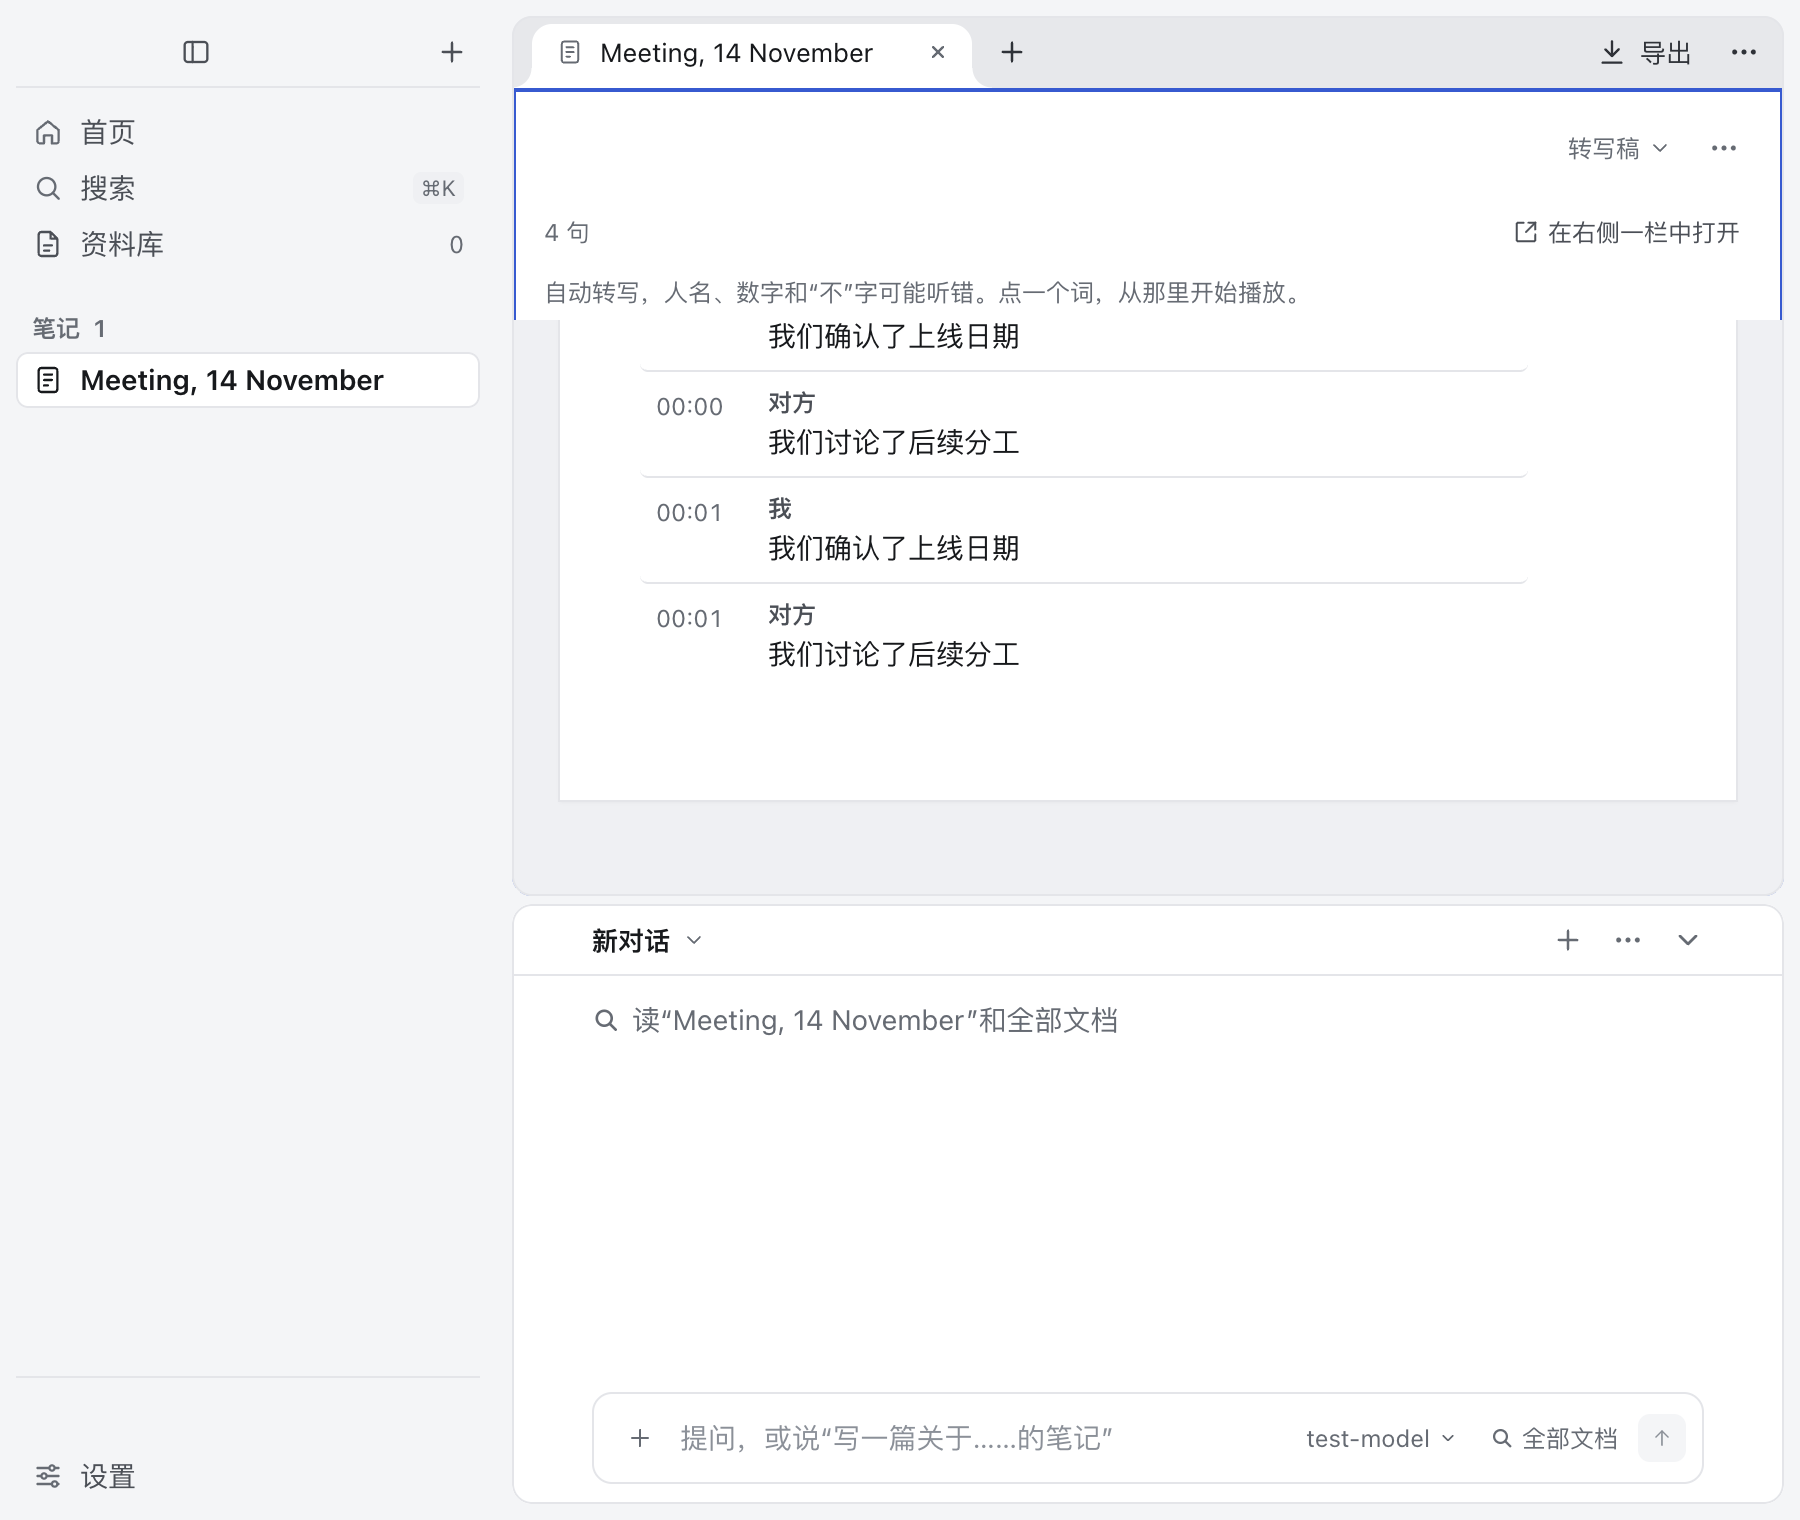 首页
搜索 ⌘K
资料库 0
笔记 1
Meeting, 14 November
设置
Meeting, 14 November
导出
转写稿
4 句
在右侧一栏中打开
自动转写，人名、数字和“不”字可能听错。点一个词，从那里开始播放。
我们确认了上线日期
00:00 对方
我们讨论了后续分工
00:01 我
我们确认了上线日期
00:01 对方
我们讨论了后续分工
新对话
读“Meeting, 14 November”和全部文档
提问，或说“写一篇关于……的笔记”
test-model
全部文档